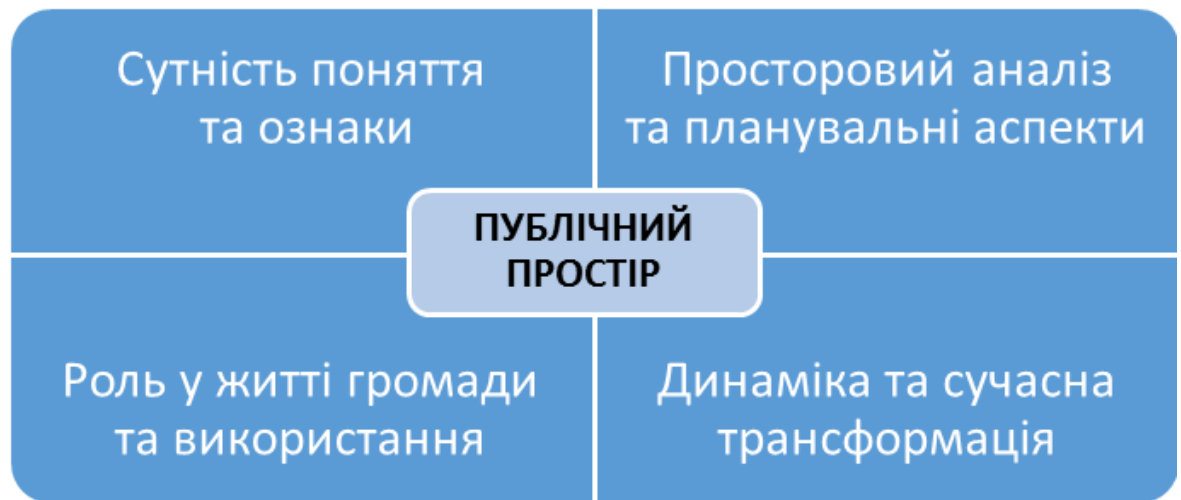 Сутність поняття
та ознаки
Просторовий аналіз
та планувальні аспекти
ПУБЛІЧНИЙ
ПРОСТІР
Роль у житті громади
та використання
Динаміка та сучасна
трансформація